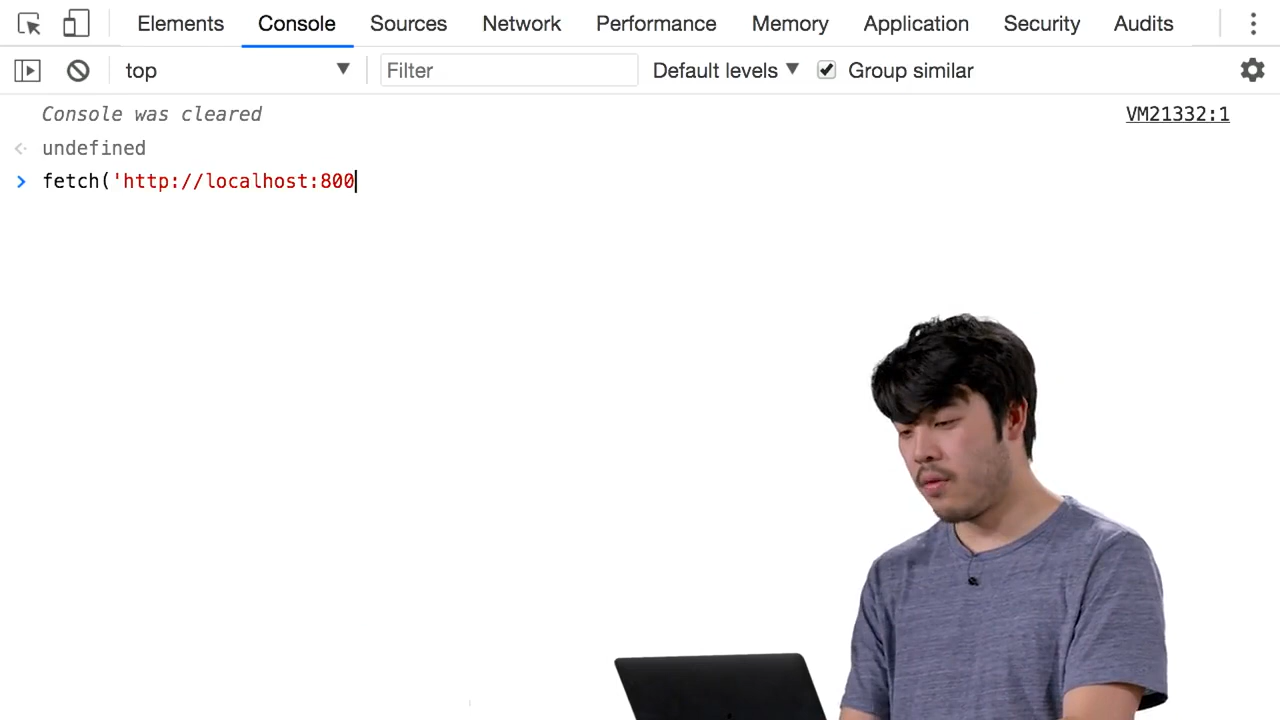 Elements Console Sources Network Performance Memory Application Security Audits
top Filter Default levels Group similar
Console was cleared VM21332:1
undefined
fetch('http://localhost:800